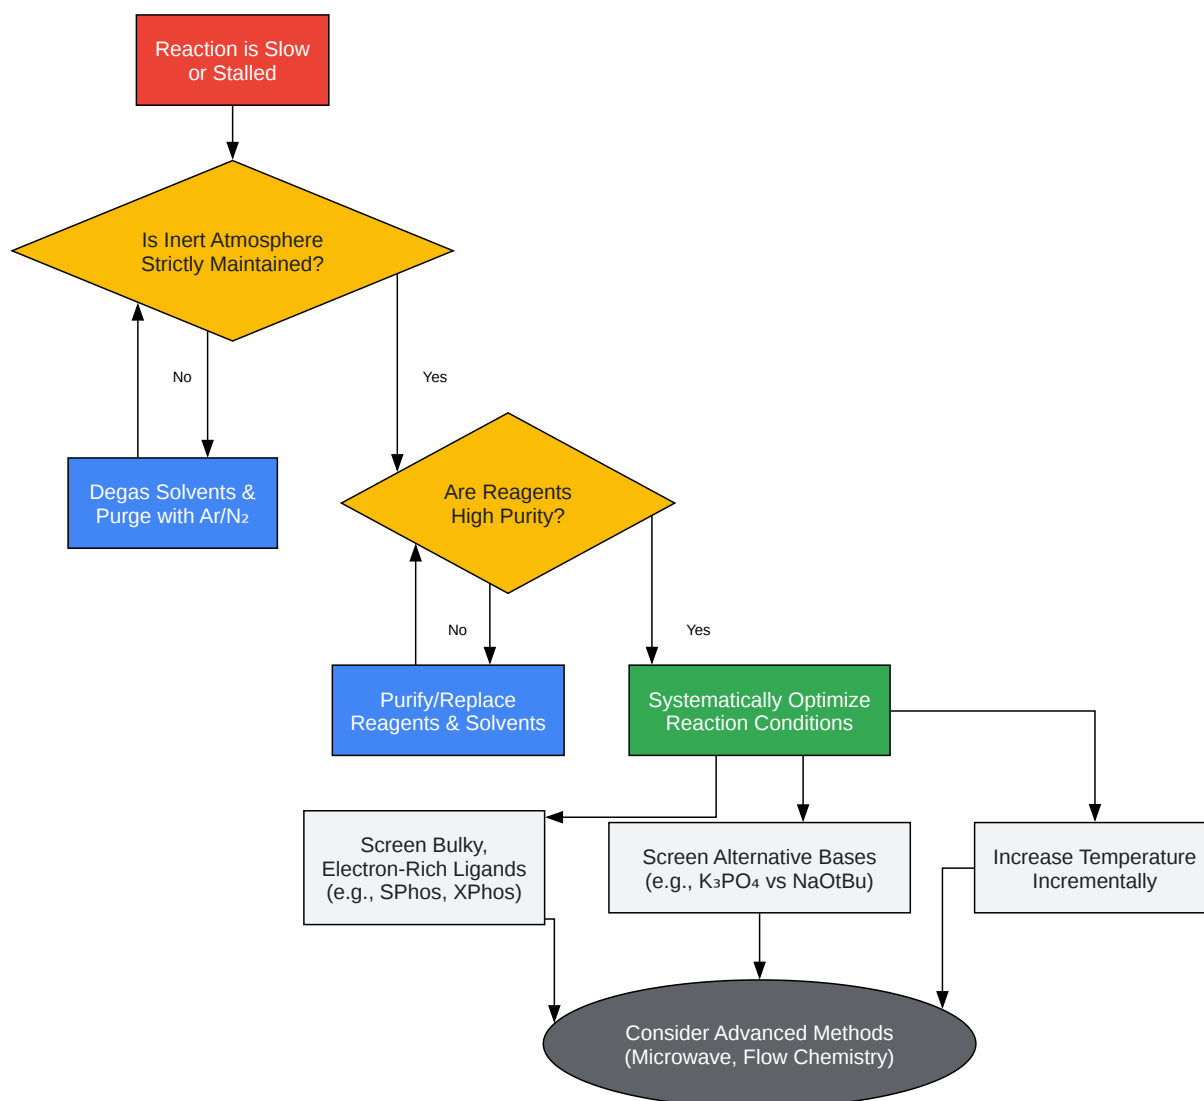 Reaction is Slow
or Stalled
Is Inert Atmosphere
Strictly Maintained?
No
Yes
Degas Solvents &
Purge with Ar/N₂
Are Reagents
High Purity?
No
Yes
Purify/Replace
Reagents & Solvents
Systematically Optimize
Reaction Conditions
Screen Bulky,
Electron-Rich Ligands
(e.g., SPhos, XPhos)
Screen Alternative Bases
(e.g., K₃PO₄ vs NaOtBu)
Increase Temperature
Incrementally
Consider Advanced Methods
(Microwave, Flow Chemistry)